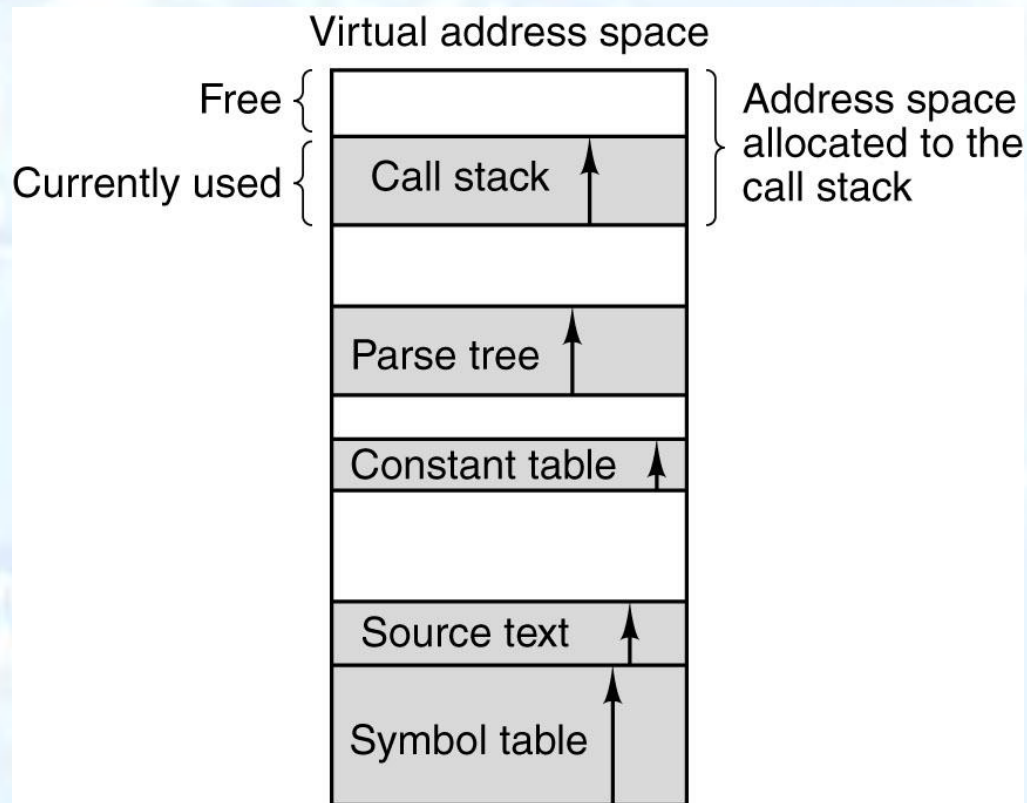 Virtual address space
Free
Currently used
Call stack
Address space
allocated to the
call stack
Parse tree
Constant table
Source text
Symbol table